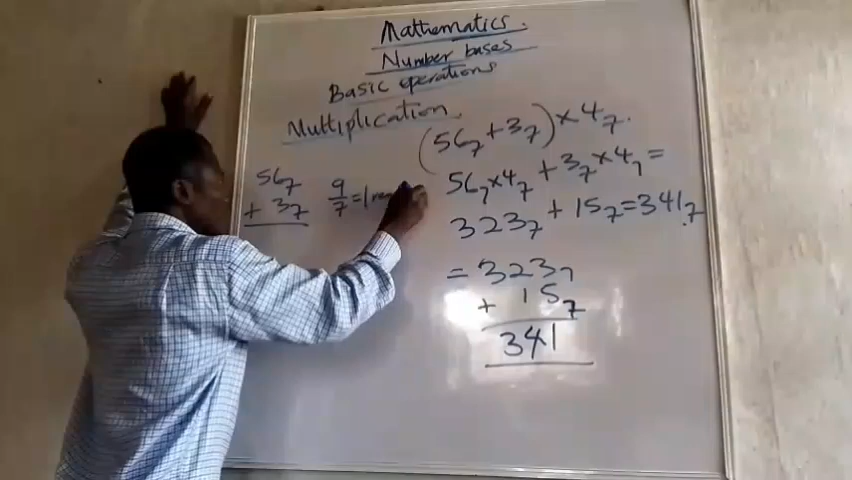 Mathematics.
Number bases
Basic operations
Multiplication
(56₇ + 3₇) × 4₇.
56₇ × 4₇ + 3₇ × 4₇ =
323₇ + 15₇ = 341₇
= 323₇
+ 15₇
341
56₇
+ 3₇
9/7 = 1